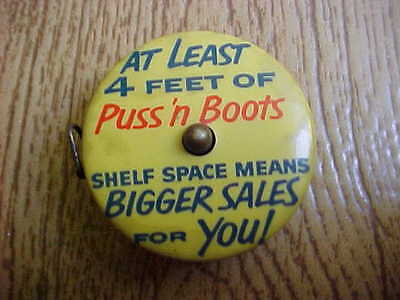 AT LEAST
4 FEET OF
PUSS 'n BOOTS
SHELF SPACE MEANS
BIGGER SALES
FOR YOU!